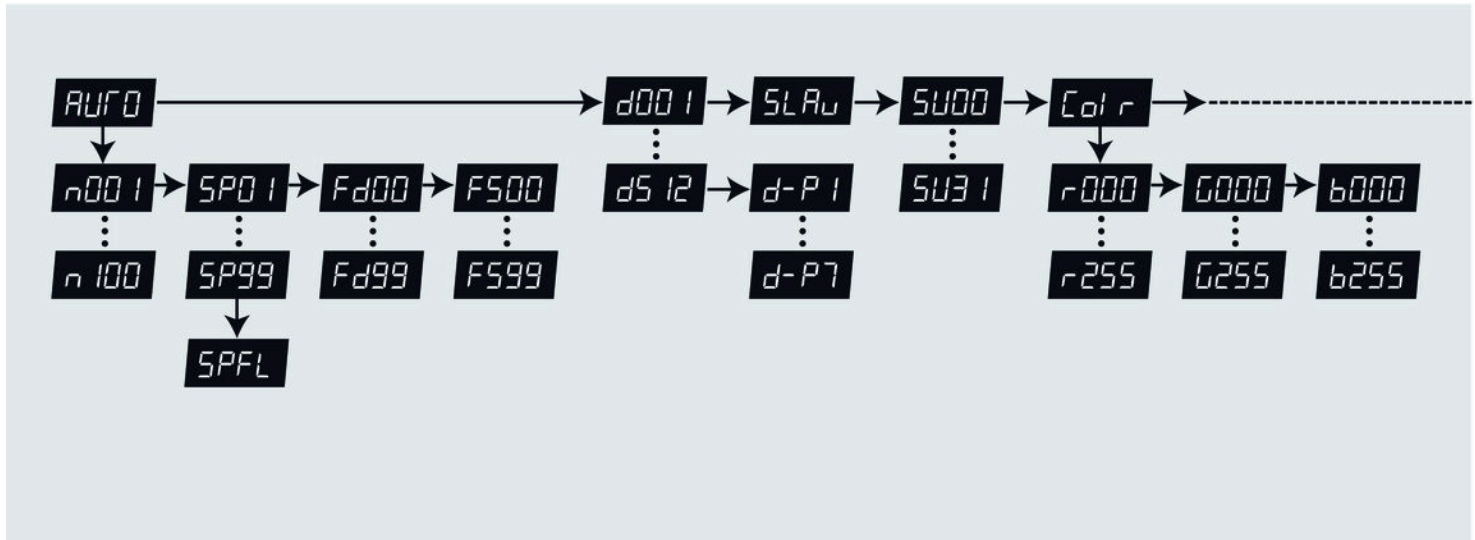 AUTO d001 SLAv SU00 Colr
n001 SP01 Fd00 FS00 dS12 d-P1 SU31 r000 G000 b000
n100 SP99 Fd99 FS99 d-P7 r255 G255 b255
SPFL